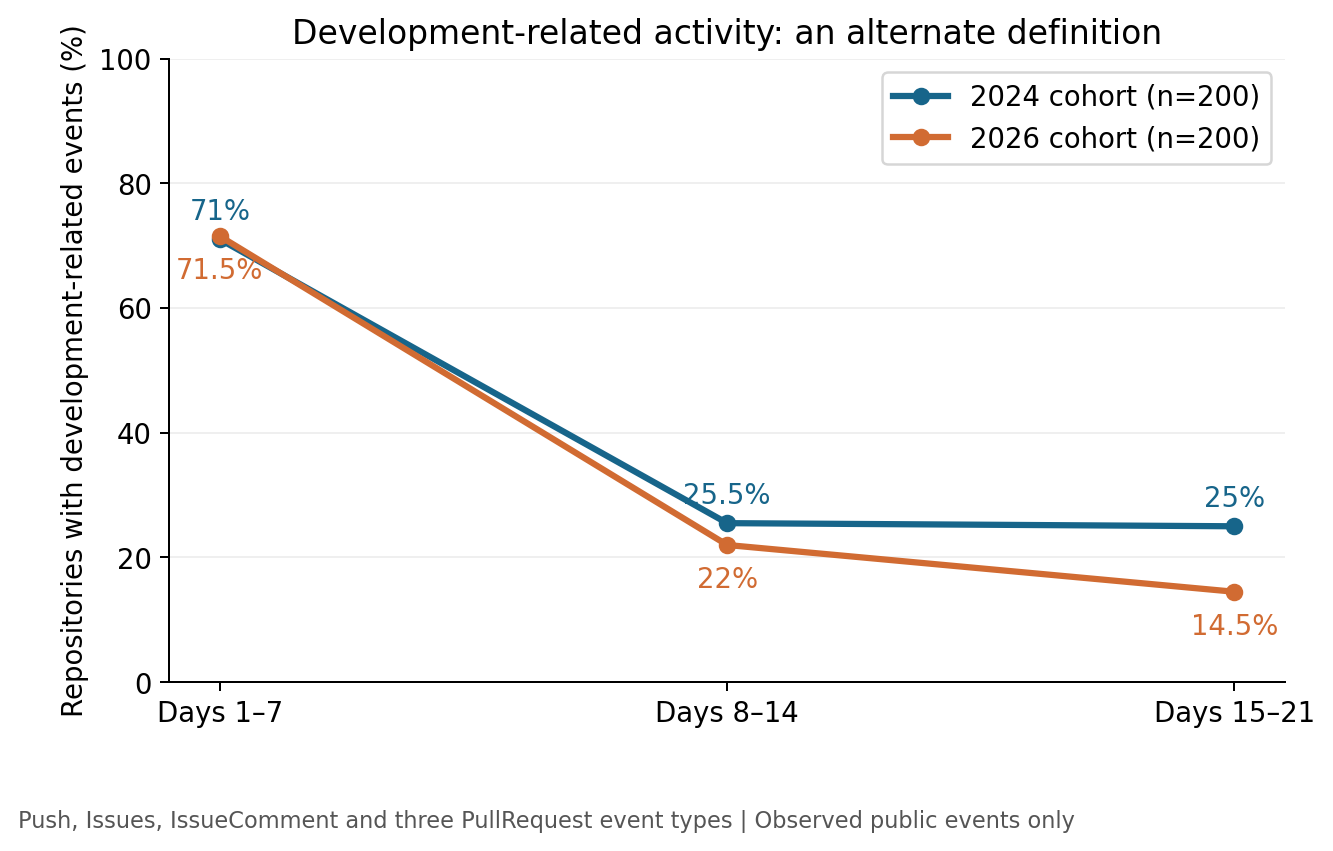 Development-related activity: an alternate definition
Repositories with development-related events (%)
100
80
60
40
20
0
2024 cohort (n=200)
2026 cohort (n=200)
71%
71.5%
25.5%
22%
25%
14.5%
Days 1–7
Days 8–14
Days 15–21
Push, Issues, IssueComment and three PullRequest event types | Observed public events only